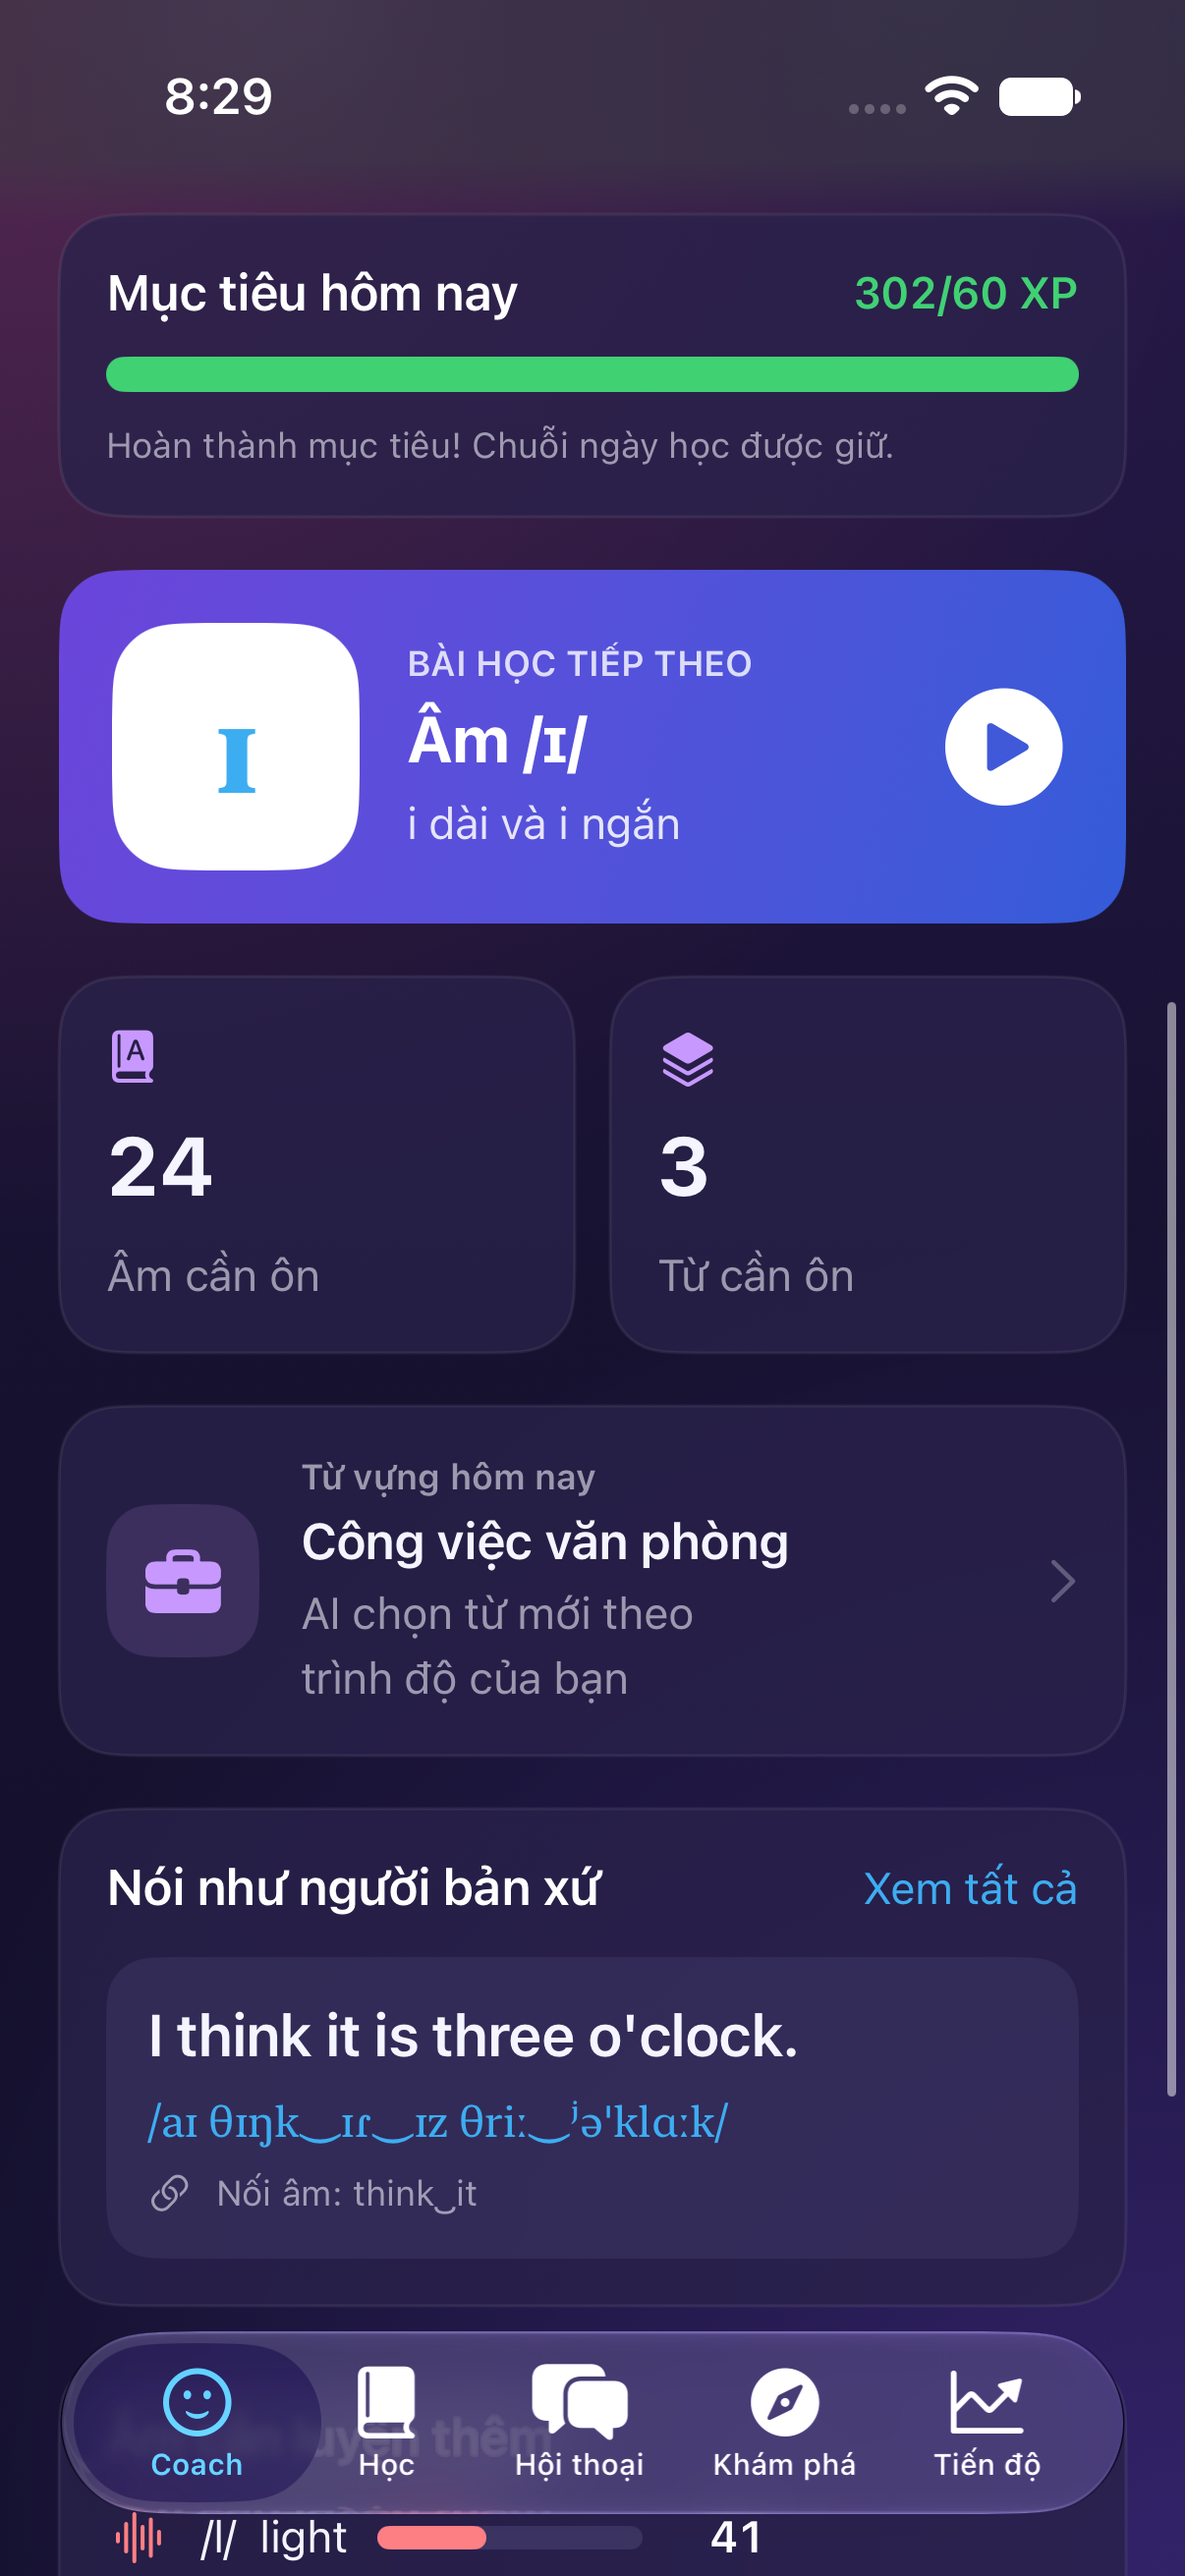 8:29
Mục tiêu hôm nay
302/60 XP
Hoàn thành mục tiêu! Chuỗi ngày học được giữ.
ɪ
BÀI HỌC TIẾP THEO
Âm /ɪ/
i dài và i ngắn
A
24
Âm cần ôn
3
Từ cần ôn
Từ vựng hôm nay
Công việc văn phòng
AI chọn từ mới theo
trình độ của bạn
Nói như người bản xứ
Xem tất cả
I think it is three o'clock.
/aɪ θɪŋk‿ɪɾ‿ɪz θriː‿ʲə'klɑːk/
Nối âm: think‿it
thêm
Coach
Học
Hội thoại
Khám phá
Tiến độ
/l/ light
41